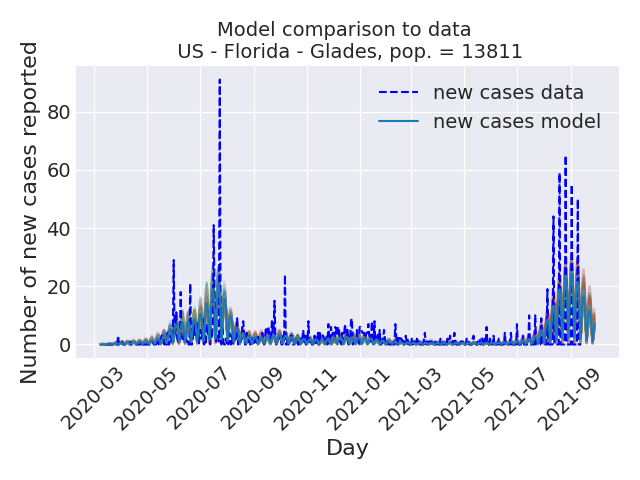 Model comparison to data
US - Florida - Glades, pop. = 13811
Number of new cases reported
80
60
40
20
0
new cases data
new cases model
2020-03
2020-05
2020-07
2020-09
2020-11
2021-01
2021-03
2021-05
2021-07
2021-09
Day